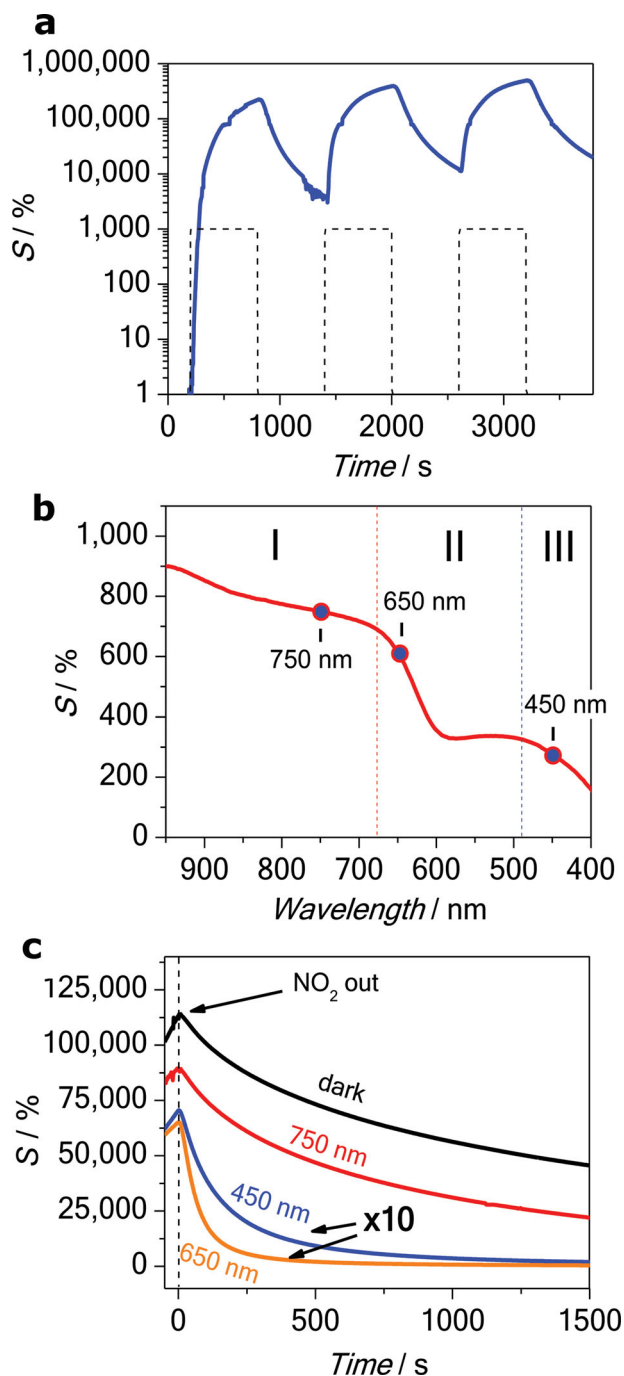 a
1,000,000
100,000
10,000
1,000
100
10
1
S / %
0 1000 2000 3000
Time / s
b
1,000
800
600
400
200
0
S / %
I II III
750 nm
650 nm
450 nm
900 800 700 600 500 400
Wavelength / nm
c
125,000
100,000
75,000
50,000
25,000
0
S / %
NO₂ out
dark
750 nm
450 nm
x10
650 nm
0 500 1000 1500
Time / s